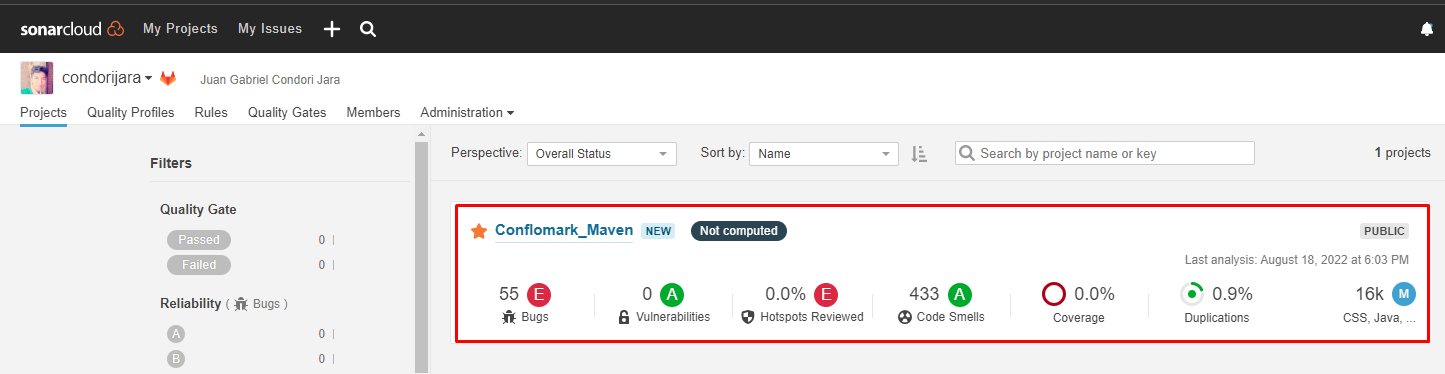 sonarcloud My Projects My Issues
condorijara Juan Gabriel Condori Jara
Projects Quality Profiles Rules Quality Gates Members Administration
Filters
Quality Gate
Passed 0
Failed 0
Reliability ( Bugs )
A 0
B 0
Perspective: Overall Status Sort by: Name Search by project name or key 1 projects
Conflomark_Maven NEW Not computed PUBLIC
Last analysis: August 18, 2022 at 6:03 PM
55 E 0 A 0.0% E 433 A 0.0% 0.9% 16k M
Bugs Vulnerabilities Hotspots Reviewed Code Smells Coverage Duplications CSS, Java, ...